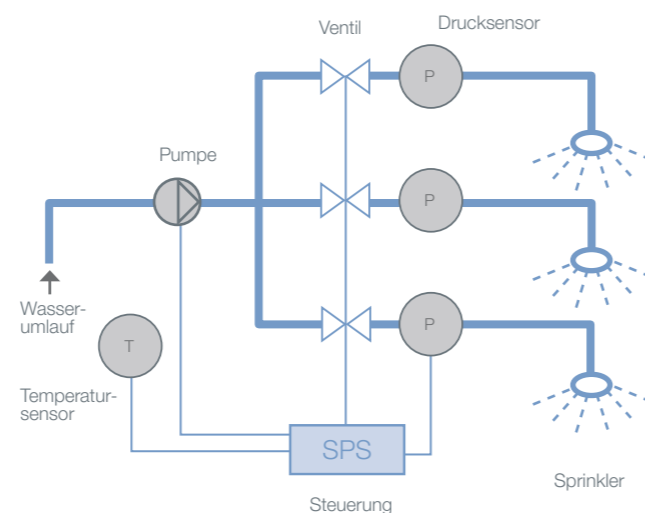 Ventil
Drucksensor
P
Pumpe
P
Wasser-
umlauf
P
T
Temperatur-
sensor
SPS
Sprinkler
Steuerung